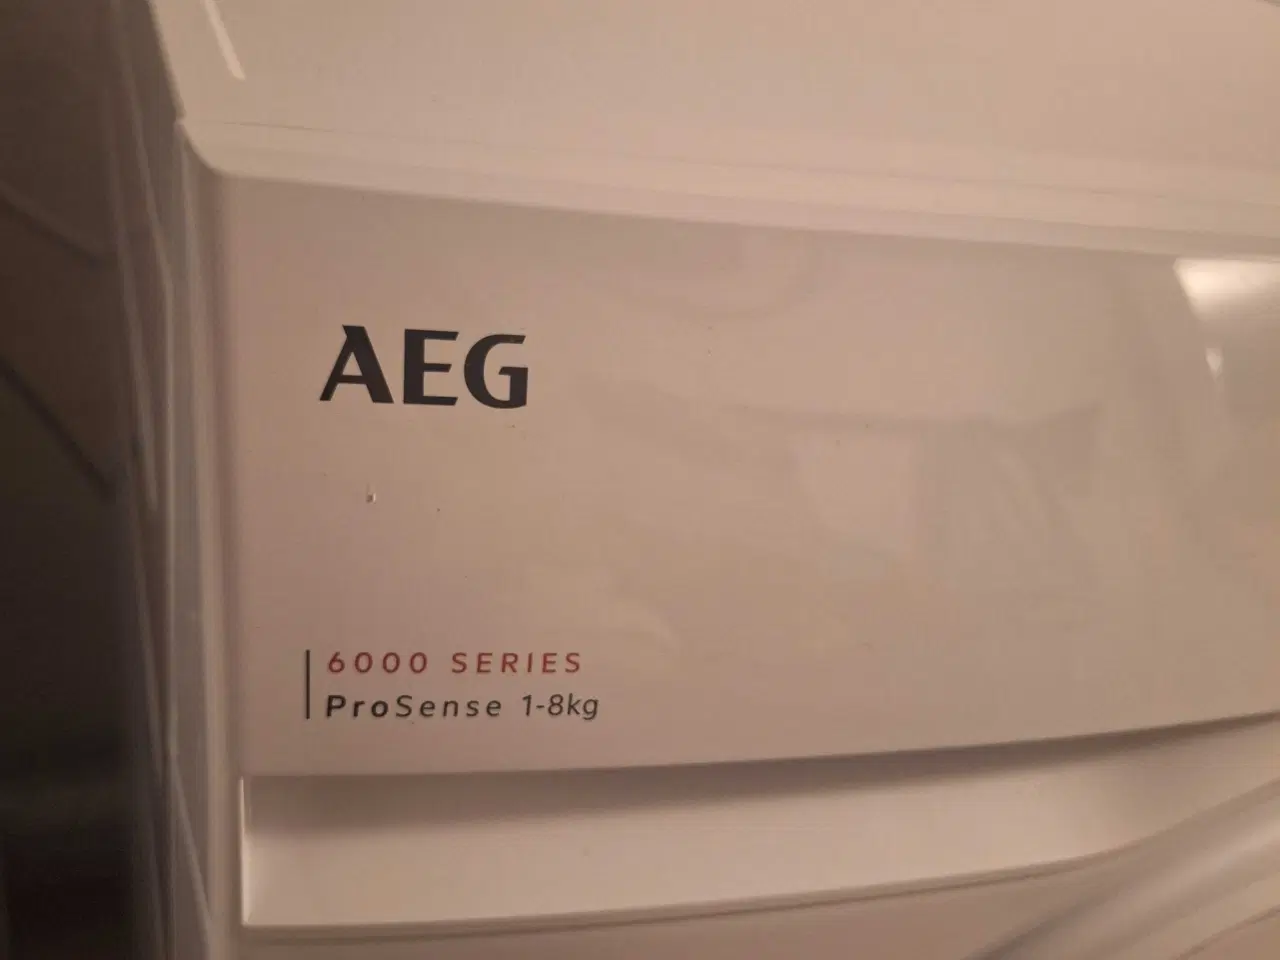 AEG
6000 SERIES
ProSense 1-8kg